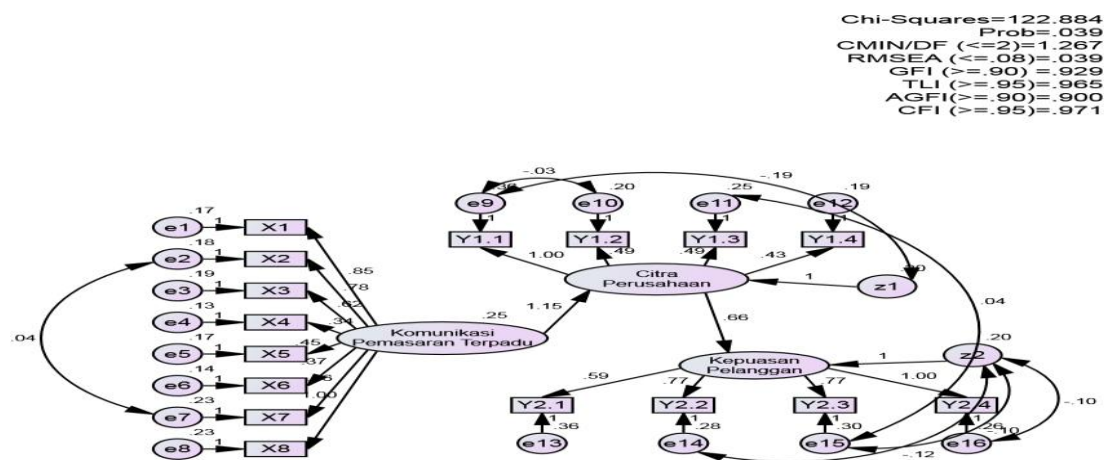 Chi-Squares=122.884
Prob=.039
CMIN/DF (<=2)=1.267
RMSEA (<=.08)=.039
GFI (>=.90) =.929
TLI (>=.95)=.965
AGFI(>=.90)=.900
CFI (>=.95)=.971
-.03
-.19
.20
.25
.19
e9
e10
e11
e12
1
1
1
1
Y1.1
Y1.2
Y1.3
Y1.4
1.00
.49
.49
.43
Citra
Perusahaan
1
z1
.17
e1
1
X1
.18
e2
1
X2
.19
e3
1
X3
.13
e4
1
X4
.17
e5
1
X5
.14
e6
1
X6
.23
e7
1
X7
.23
e8
1
X8
.04
.85
.78
.62
.34
.45
.37
1.00
.25
Komunikasi
Pemasaran Terpadu
1.15
.66
.04
.20
z2
1
Kepuasan
Pelanggan
.59
.77
.77
1.00
Y2.1
Y2.2
Y2.3
Y2.4
1
1
1
1
.36
.28
.30
.26
e13
e14
e15
e16
-.10
-.10
-.12